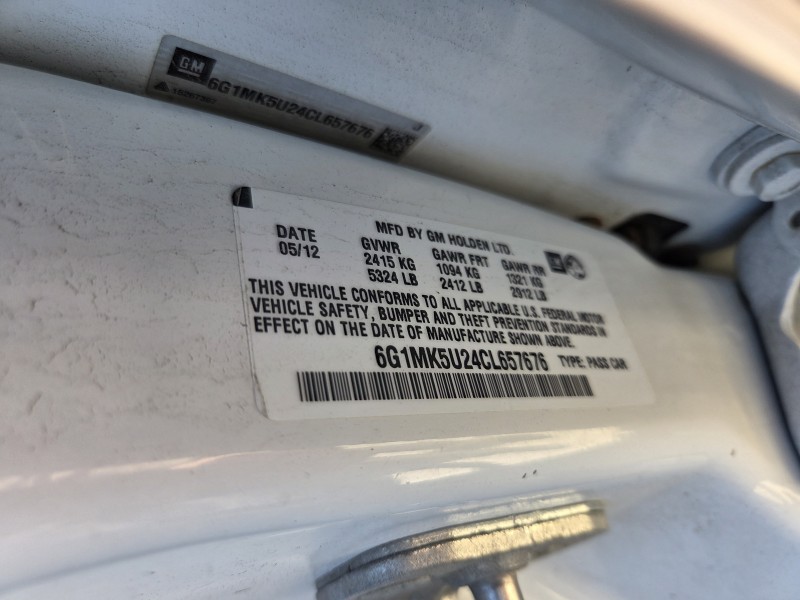 GM
6G1MK5U24CL657676
MFD BY GM HOLDEN LTD.
DATE GVWR GAWR FRT GAWR RR
05/12 2415 KG 1094 KG 1321 KG
5324 LB 2412 LB 2912 LB
THIS VEHICLE CONFORMS TO ALL APPLICABLE U.S. FEDERAL MOTOR
VEHICLE SAFETY, BUMPER AND THEFT PREVENTION STANDARDS IN
EFFECT ON THE DATE OF MANUFACTURE SHOWN ABOVE.
6G1MK5U24CL657676 TYPE: PASS CAR